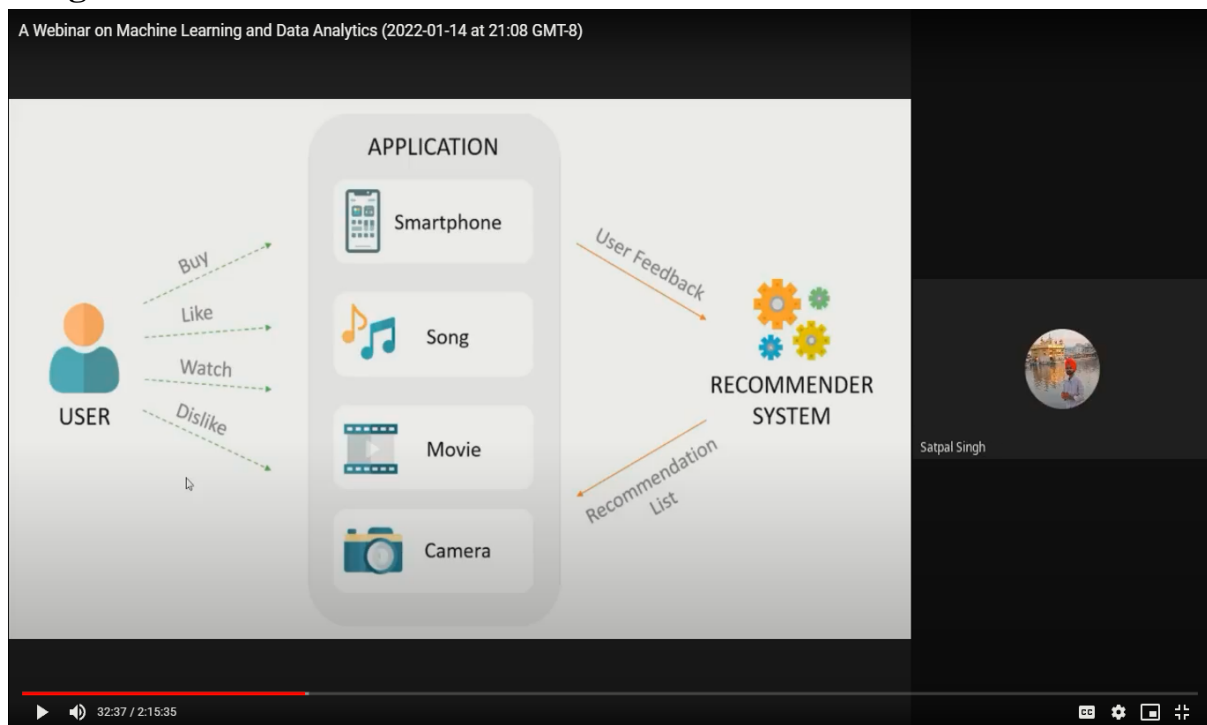 A Webinar on Machine Learning and Data Analytics (2022-01-14 at 21:08 GMT-8)
APPLICATION
Smartphone
Song
Movie
Camera
Buy
Like
Watch
Dislike
USER
User Feedback
RECOMMENDER
SYSTEM
Recommendation
List
Satpal Singh
32:37 / 2:15:35
CC